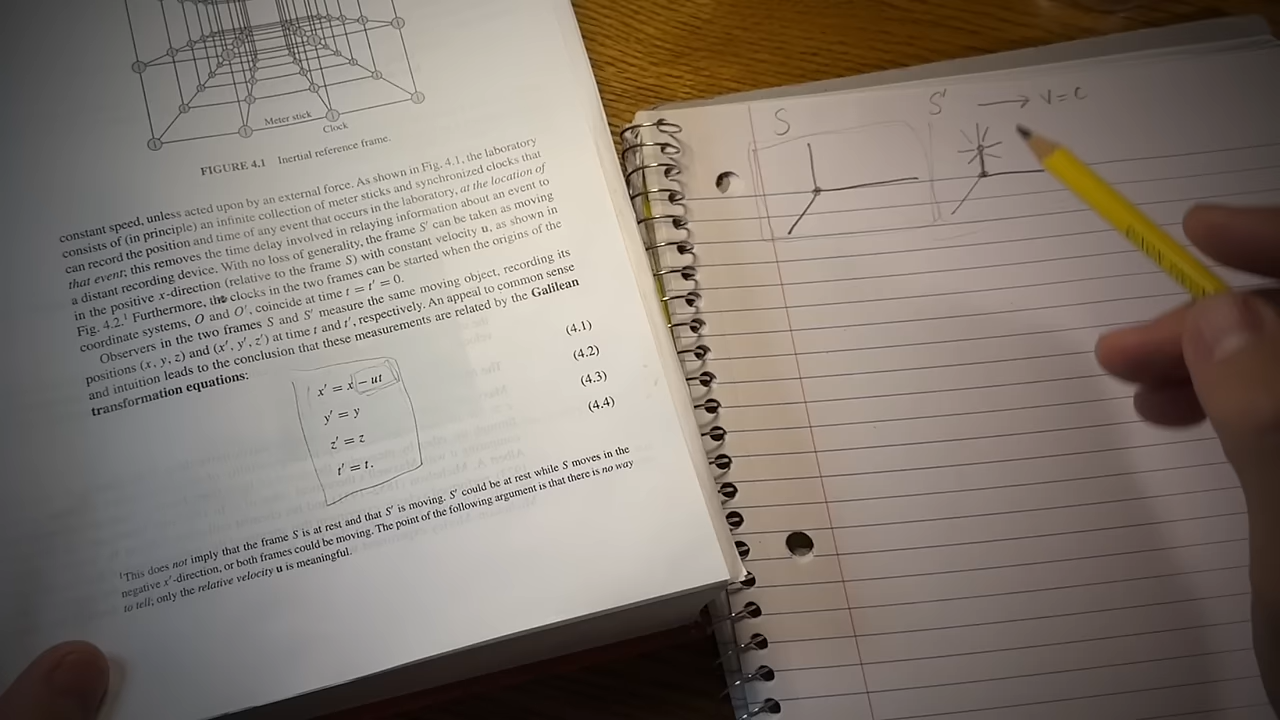 Meter stick
Clock
FIGURE 4.1 Inertial reference frame.
constant speed, unless acted upon by an external force. As shown in Fig. 4.1, the laboratory
consists of (in principle) an infinite collection of meter sticks and synchronized clocks that
can record the position and time of any event that occurs in the laboratory, at the location of
that event; this removes the time delay involved in relaying information about an event to
a distant recording device. With no loss of generality, the frame S′ can be taken as moving
in the positive x-direction (relative to the frame S) with constant velocity u, as shown in
Fig. 4.2.¹ Furthermore, the clocks in the two frames can be started when the origins of the
coordinate systems, O and O′, coincide at time t = t′ = 0.
Observers in the two frames S and S′ measure the same moving object, recording its
positions (x, y, z) and (x′, y′, z′) at time t and t′, respectively. An appeal to common sense
and intuition leads to the conclusion that these measurements are related by the Galilean
transformation equations:
x′ = x − ut (4.1)
y′ = y (4.2)
z′ = z (4.3)
t′ = t. (4.4)
¹This does not imply that the frame S is at rest and that S′ is moving. S′ could be at rest while S moves in the
negative x′-direction, or both frames could be moving. The point of the following argument is that there is no way
to tell; only the relative velocity u is meaningful.
S
S′ → v=c